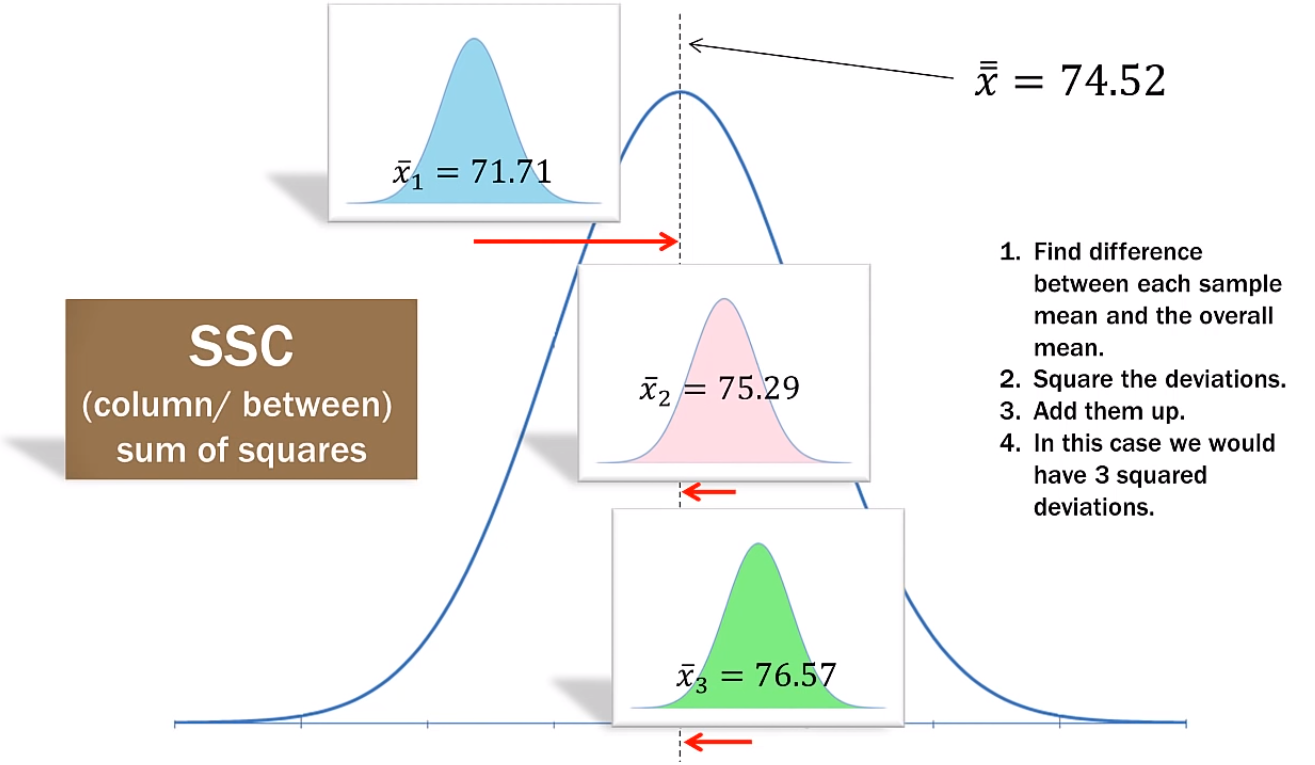 x̿ = 74.52
x̄₁ = 71.71
SSC
(column/ between)
sum of squares
x̄₂ = 75.29
x̄₃ = 76.57
1. Find difference
between each sample
mean and the overall
mean.
2. Square the deviations.
3. Add them up.
4. In this case we would
have 3 squared
deviations.